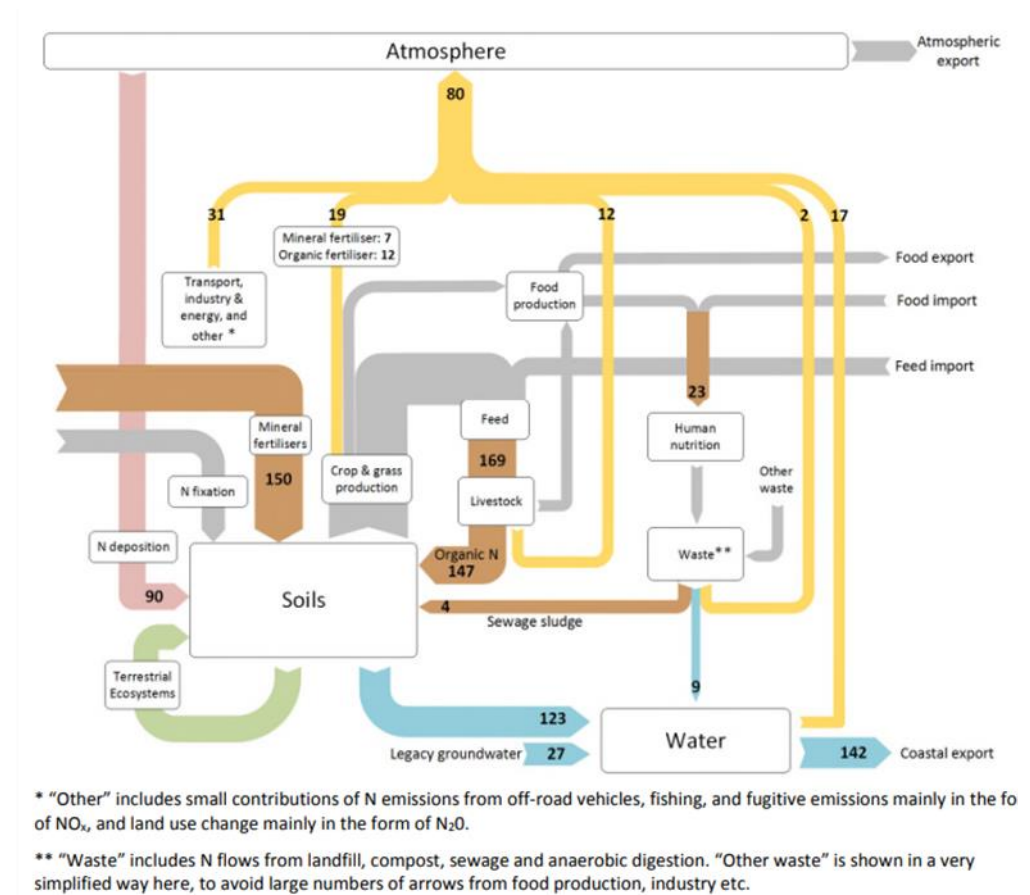 Atmosphere
Atmospheric
export
80
31
19
12
2
17
Mineral fertiliser: 7
Organic fertiliser: 12
Transport,
industry &
energy, and
other *
Food
production
Food export
Food import
Feed import
23
Mineral
fertilisers
150
Feed
169
Human
nutrition
N fixation
Crop & grass
production
Livestock
Other
waste
N deposition
Organic N
147
Waste**
90
Soils
4
Sewage sludge
Terrestrial
Ecosystems
9
123
Legacy groundwater
27
Water
142
Coastal export
* “Other” includes small contributions of N emissions from off-road vehicles, fishing, and fugitive emissions mainly in the fo
of NOₓ, and land use change mainly in the form of N₂0.
** “Waste” includes N flows from landfill, compost, sewage and anaerobic digestion. “Other waste” is shown in a very
simplified way here, to avoid large numbers of arrows from food production, industry etc.